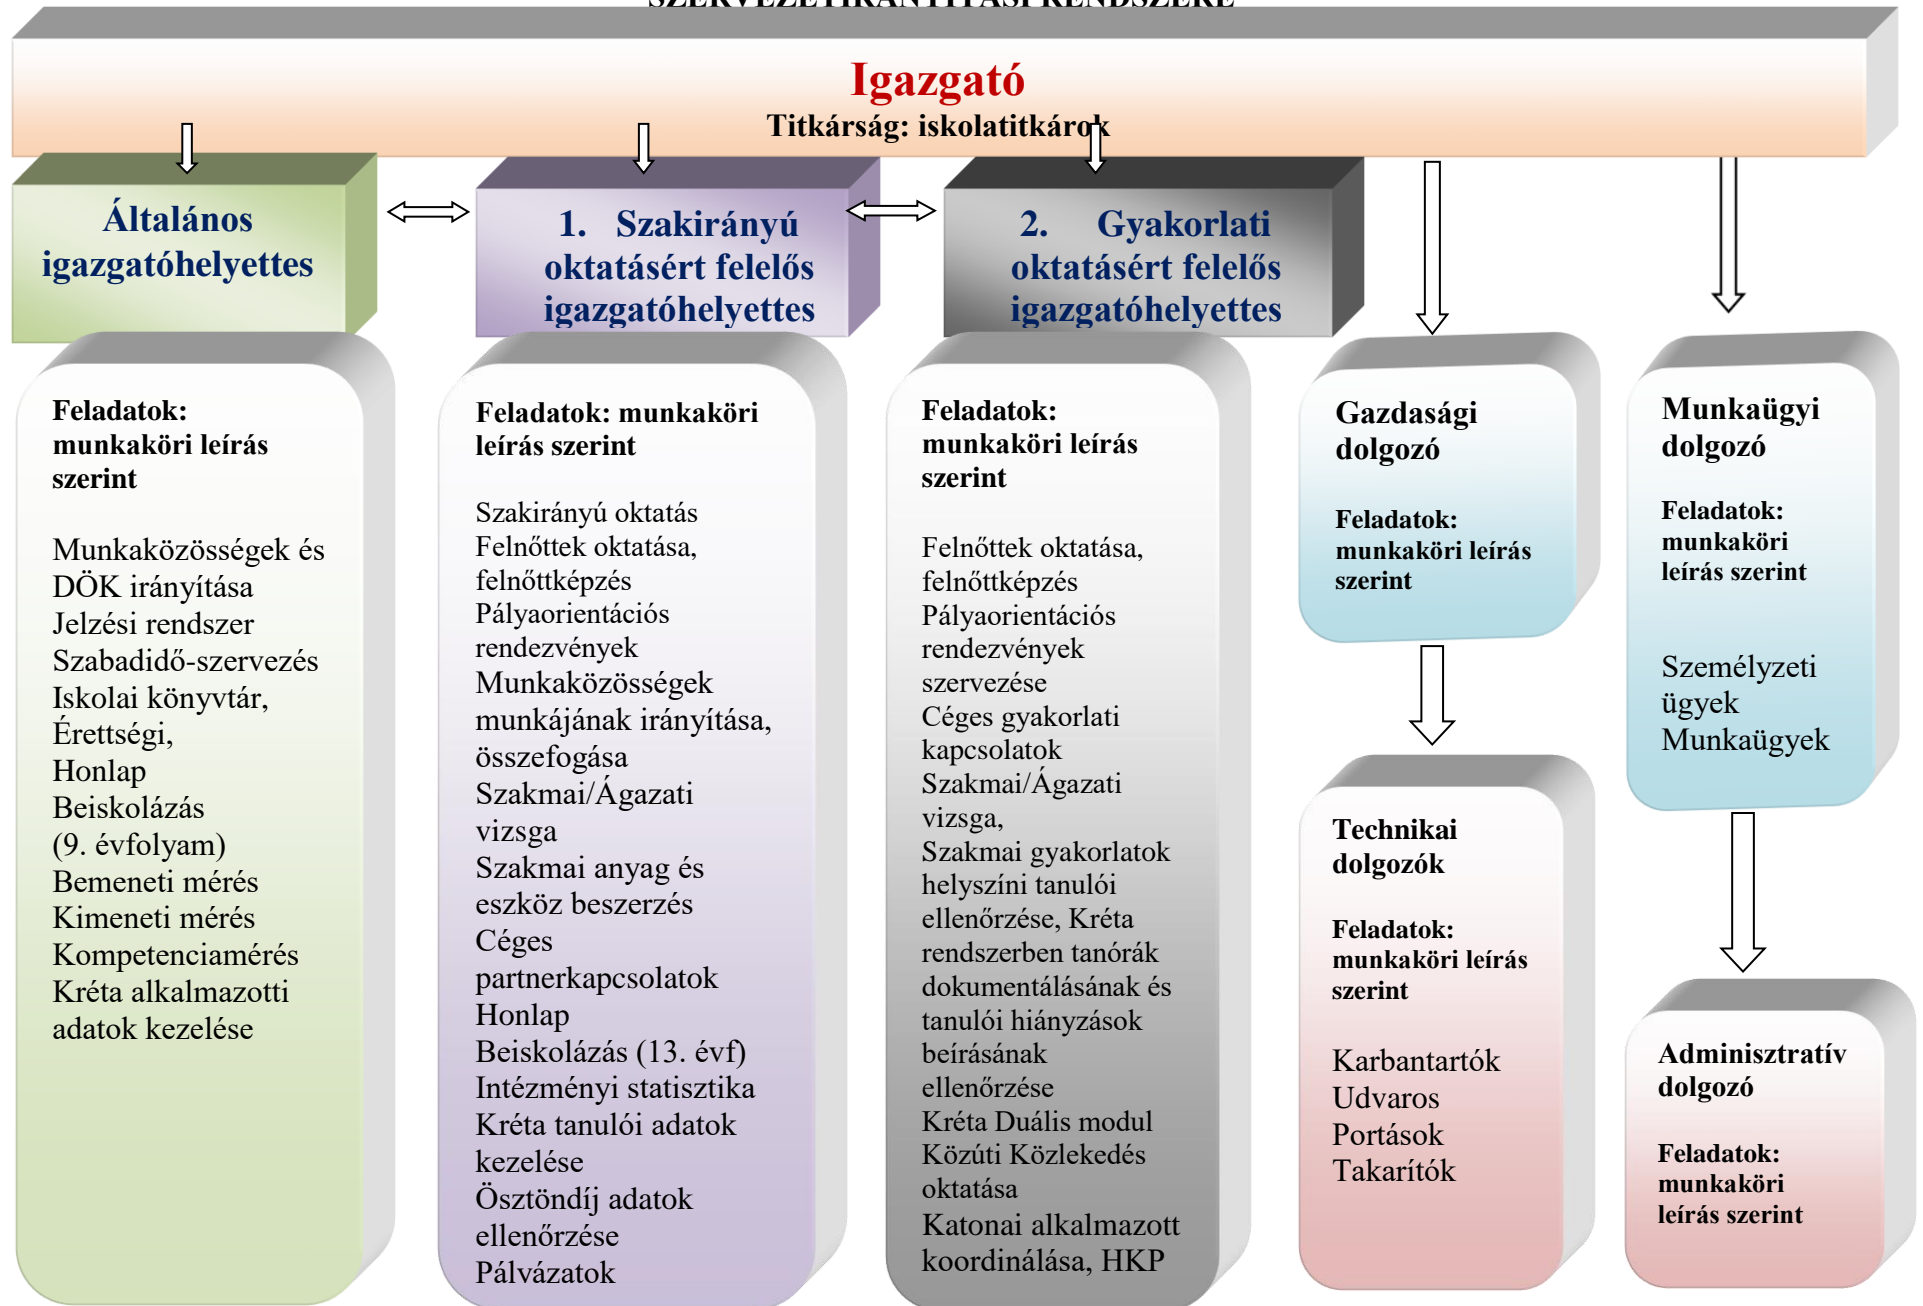 SZERVEZETIRÁNYÍTÁSI RENDSZERE
Igazgató
Titkárság: iskolatitkárok
Általános
igazgatóhelyettes
1. Szakirányú
oktatásért felelős
igazgatóhelyettes
2. Gyakorlati
oktatásért felelős
igazgatóhelyettes
Feladatok:
munkaköri leírás
szerint
Munkaközösségek és
DÖK irányítása
Jelzési rendszer
Szabadidő-szervezés
Iskolai könyvtár,
Érettségi,
Honlap
Beiskolázás
(9. évfolyam)
Bemeneti mérés
Kimeneti mérés
Kompetenciamérés
Kréta alkalmazotti
adatok kezelése
Feladatok: munkaköri
leírás szerint
Szakirányú oktatás
Felnőttek oktatása,
felnőttképzés
Pályaorientációs
rendezvények
Munkaközösségek
munkájának irányítása,
összefogása
Szakmai/Ágazati
vizsga
Szakmai anyag és
eszköz beszerzés
Céges
partnerkapcsolatok
Honlap
Beiskolázás (13. évf)
Intézményi statisztika
Kréta tanulói adatok
kezelése
Ösztöndíj adatok
ellenőrzése
Pályázatok
Feladatok:
munkaköri leírás
szerint
Felnőttek oktatása,
felnőttképzés
Pályaorientációs
rendezvények
szervezése
Céges gyakorlati
kapcsolatok
Szakmai/Ágazati
vizsga,
Szakmai gyakorlatok
helyszíni tanulói
ellenőrzése, Kréta
rendszerben tanórák
dokumentálásának és
tanulói hiányzások
beírásának
ellenőrzése
Kréta Duális modul
Közúti Közlekedés
oktatása
Katonai alkalmazott
koordinálása, HKP
Gazdasági
dolgozó
Feladatok:
munkaköri leírás
szerint
Technikai
dolgozók
Feladatok:
munkaköri leírás
szerint
Karbantartók
Udvaros
Portások
Takarítók
Munkaügyi
dolgozó
Feladatok:
munkaköri
leírás szerint
Személyzeti
ügyek
Munkaügyek
Adminisztratív
dolgozó
Feladatok:
munkaköri
leírás szerint